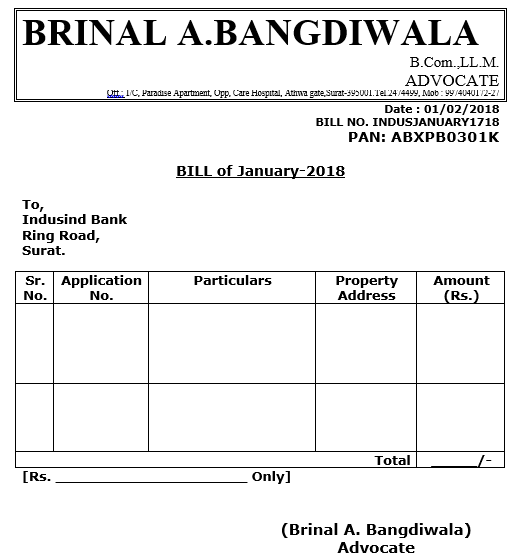 BRINAL A.BANGDIWALA
B.Com.,LL.M.
ADVOCATE
Off.: 1/C, Paradise Apartment, Opp, Care Hospital, Athwa gate,Surat-395001.Tel.2474499, Mob : 9974040172-27
Date : 01/02/2018
BILL NO. INDUSJANUARY1718
PAN: ABXPB0301K
BILL of January-2018
To,
Indusind Bank
Ring Road,
Surat.
Sr. No. Application No. Particulars Property Address Amount (Rs.)
Total ______/-
[Rs. ________________________ Only]
(Brinal A. Bangdiwala)
Advocate